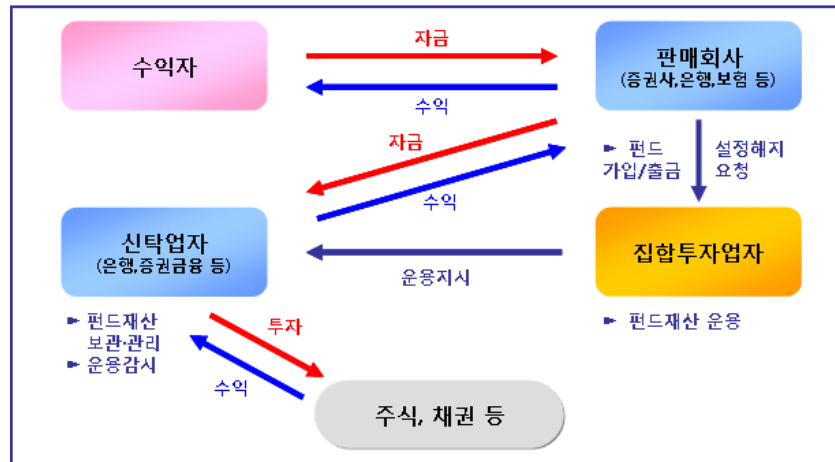 자금
수익자
판매회사
(증권사,은행,보험 등)
수익
자금
► 펀드
가입/출금
설정해지
요청
수익
신탁업자
(은행,증권금융 등)
집합투자업자
운용지시
► 펀드재산
보관·관리
► 운용감시
투자
► 펀드재산 운용
수익
주식, 채권 등